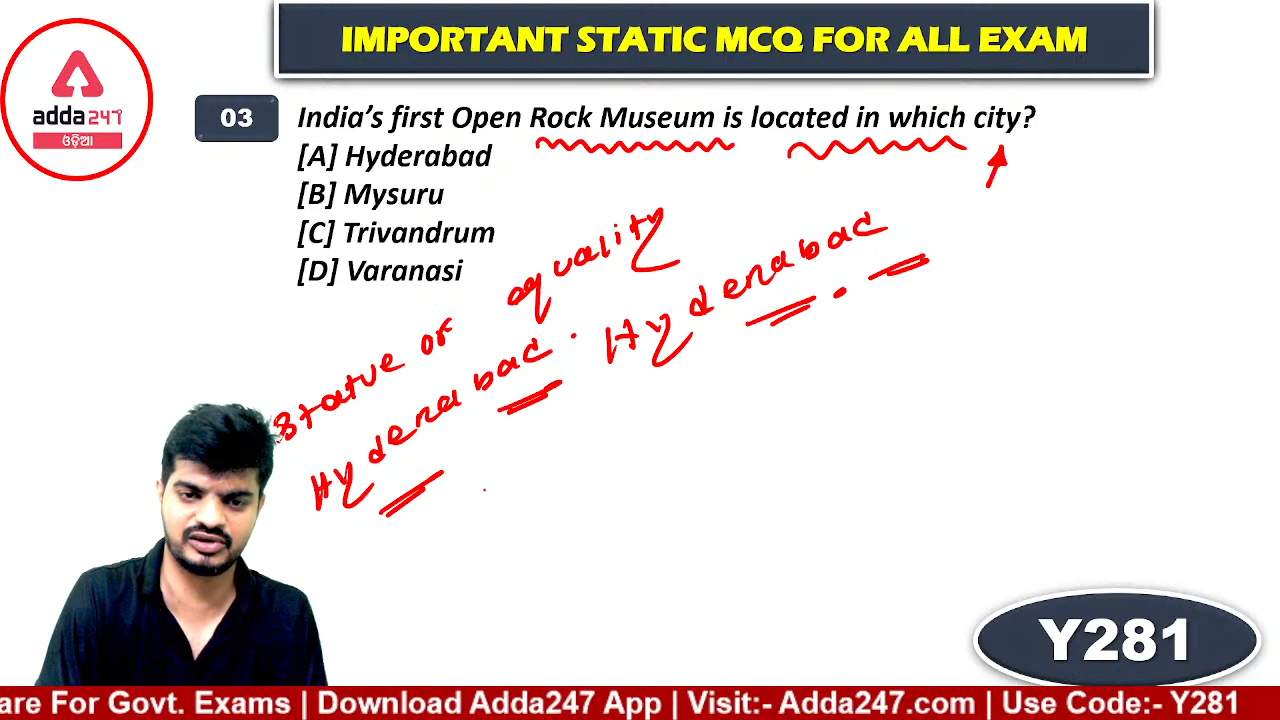 IMPORTANT STATIC MCQ FOR ALL EXAM
adda247
ଓଡ଼ିଆ
03 India's first Open Rock Museum is located in which city?
[A] Hyderabad
[B] Mysuru
[C] Trivandrum
[D] Varanasi
Statue of equality
Hyderabad . Hyderabad
Y281
are For Govt. Exams | Download Adda247 App | Visit:- Adda247.com | Use Code:- Y281